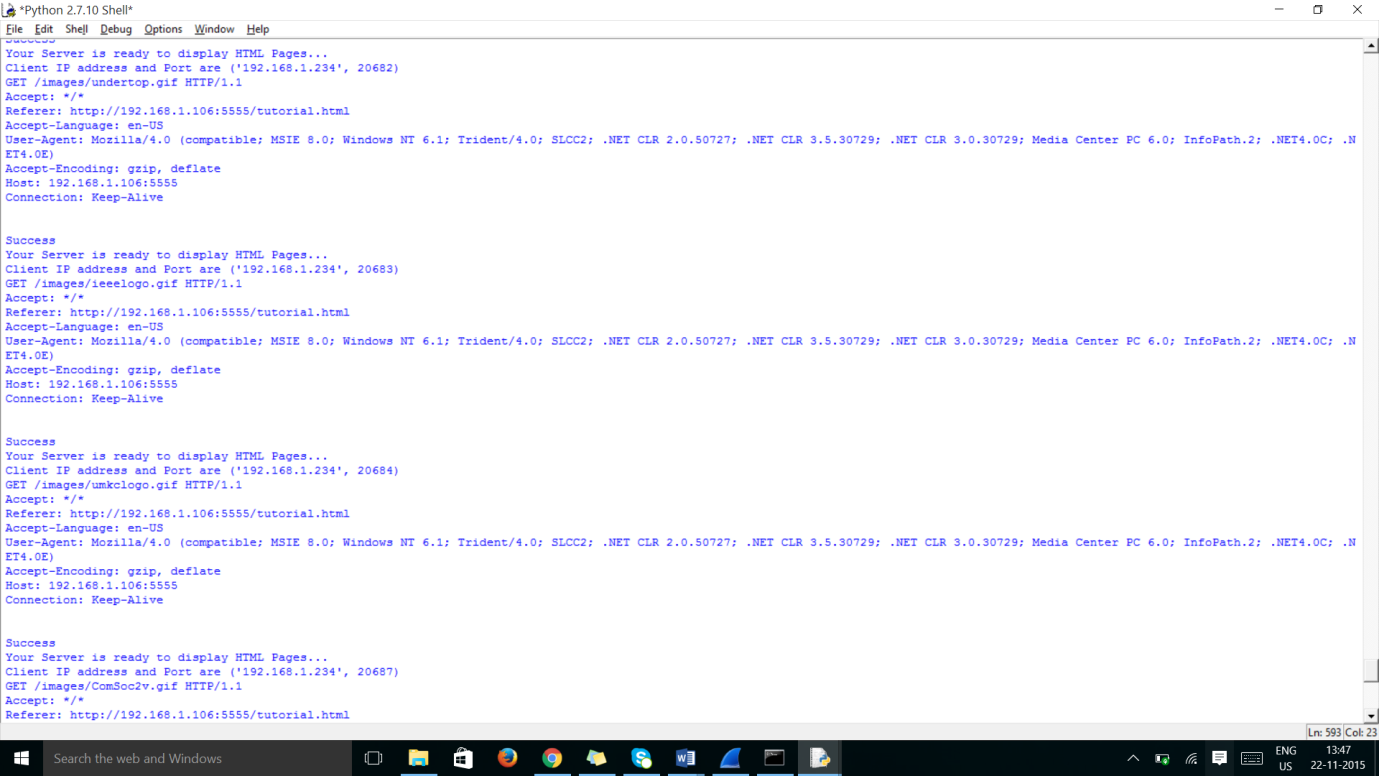 *Python 2.7.10 Shell*
File Edit Shell Debug Options Window Help
Success
Your Server is ready to display HTML Pages...
Client IP address and Port are ('192.168.1.234', 20682)
GET /images/undertop.gif HTTP/1.1
Accept: */*
Referer: http://192.168.1.106:5555/tutorial.html
Accept-Language: en-US
User-Agent: Mozilla/4.0 (compatible; MSIE 8.0; Windows NT 6.1; Trident/4.0; SLCC2; .NET CLR 2.0.50727; .NET CLR 3.5.30729; .NET CLR 3.0.30729; Media Center PC 6.0; InfoPath.2; .NET4.0C; .N
ET4.0E)
Accept-Encoding: gzip, deflate
Host: 192.168.1.106:5555
Connection: Keep-Alive
Success
Your Server is ready to display HTML Pages...
Client IP address and Port are ('192.168.1.234', 20683)
GET /images/ieeelogo.gif HTTP/1.1
Accept: */*
Referer: http://192.168.1.106:5555/tutorial.html
Accept-Language: en-US
User-Agent: Mozilla/4.0 (compatible; MSIE 8.0; Windows NT 6.1; Trident/4.0; SLCC2; .NET CLR 2.0.50727; .NET CLR 3.5.30729; .NET CLR 3.0.30729; Media Center PC 6.0; InfoPath.2; .NET4.0C; .N
ET4.0E)
Accept-Encoding: gzip, deflate
Host: 192.168.1.106:5555
Connection: Keep-Alive
Success
Your Server is ready to display HTML Pages...
Client IP address and Port are ('192.168.1.234', 20684)
GET /images/umkclogo.gif HTTP/1.1
Accept: */*
Referer: http://192.168.1.106:5555/tutorial.html
Accept-Language: en-US
User-Agent: Mozilla/4.0 (compatible; MSIE 8.0; Windows NT 6.1; Trident/4.0; SLCC2; .NET CLR 2.0.50727; .NET CLR 3.5.30729; .NET CLR 3.0.30729; Media Center PC 6.0; InfoPath.2; .NET4.0C; .N
ET4.0E)
Accept-Encoding: gzip, deflate
Host: 192.168.1.106:5555
Connection: Keep-Alive
Success
Your Server is ready to display HTML Pages...
Client IP address and Port are ('192.168.1.234', 20687)
GET /images/ComSoc2v.gif HTTP/1.1
Accept: */*
Referer: http://192.168.1.106:5555/tutorial.html
Ln: 593 Col: 23
Search the web and Windows
ENG 13:47
US 22-11-2015